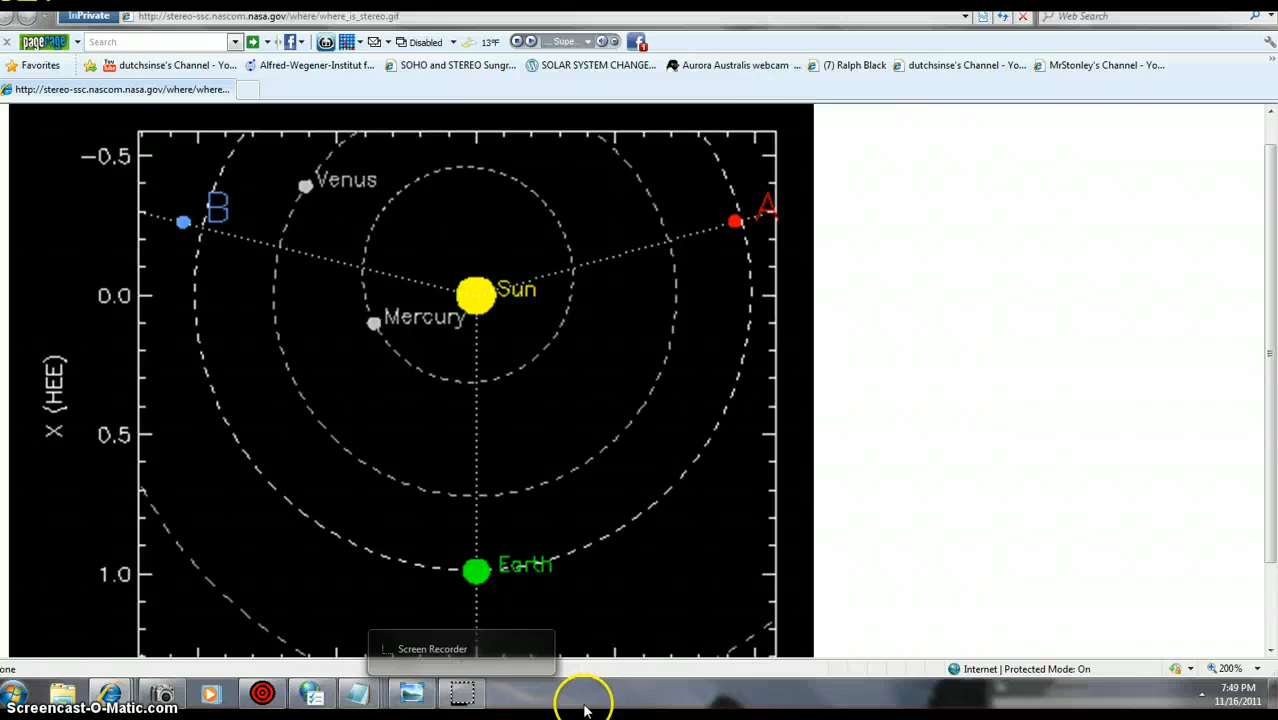 InPrivate http://stereo-ssc.nascom.nasa.gov/where/where_is_stereo.gif Web Search
pagepage Search Disabled 13°F ... Supe...
Favorites dutchsinse's Channel - Yo... Alfred-Wegener-Institut f... SOHO and STEREO Sungr... SOLAR SYSTEM CHANGE... Aurora Australis webcam ... (7) Ralph Black dutchsinse's Channel - Yo... MrStonley's Channel - Yo...
http://stereo-ssc.nascom.nasa.gov/where/where...
-0.5
Venus
B
A
0.0
Sun
Mercury
X (HEE)
0.5
1.0
Earth
Screen Recorder
one
Internet | Protected Mode: On
200%
7:49 PM
11/16/2011
Screencast-O-Matic.com